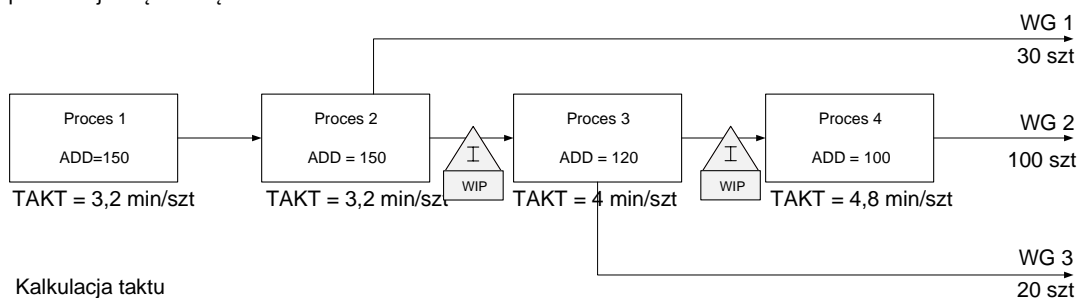 WG 1
30 szt
Proces 1
ADD=150
TAKT = 3,2 min/szt
Proces 2
ADD = 150
TAKT = 3,2 min/szt
I
WIP
Proces 3
ADD = 120
TAKT = 4 min/szt
I
WIP
Proces 4
ADD = 100
TAKT = 4,8 min/szt
WG 2
100 szt
WG 3
20 szt
Kalkulacja taktu